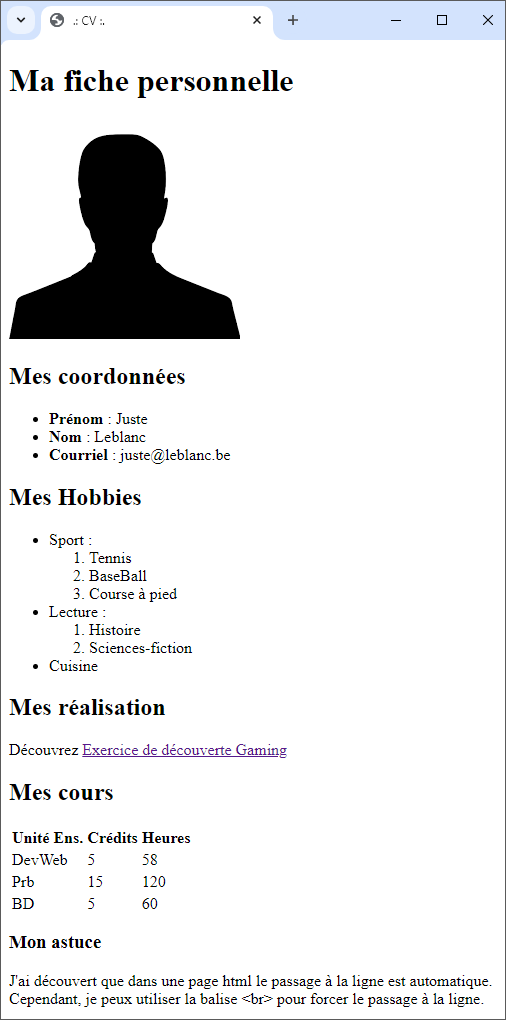 .: CV :.
Ma fiche personnelle
Mes coordonnées
• Prénom : Juste
• Nom : Leblanc
• Courriel : juste@leblanc.be
Mes Hobbies
• Sport :
1. Tennis
2. BaseBall
3. Course à pied
• Lecture :
1. Histoire
2. Sciences-fiction
• Cuisine
Mes réalisation
Découvrez Exercice de découverte Gaming
Mes cours
Unité Ens. Crédits Heures
DevWeb 5 58
Prb 15 120
BD 5 60
Mon astuce
J'ai découvert que dans une page html le passage à la ligne est automatique.
Cependant, je peux utiliser la balise <br> pour forcer le passage à la ligne.